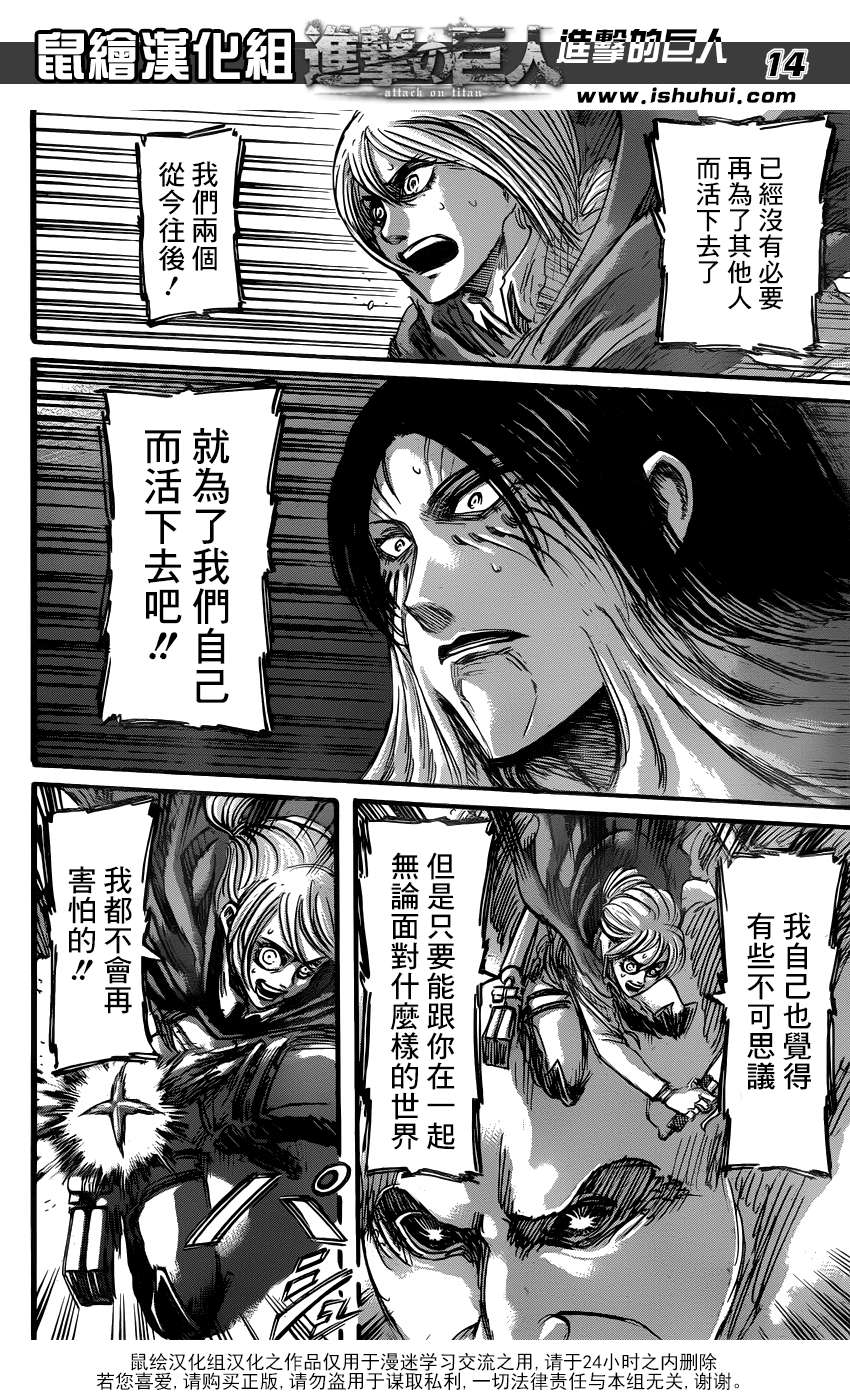 鼠繪漢化組
進撃の巨人
attack on titan
進擊的巨人
14
www.ishuhui.com
已經沒有必要
再為了其他人
而活下去了
我們兩個
從今往後！
就為了我們自己
而活下去吧!!
我自己也覺得
有些不可思議
但是只要能跟你在一起
無論面對什麼樣的世界
我都不會再
害怕的!!
鼠绘汉化组汉化之作品仅用于漫迷学习交流之用, 请于24小时之内删除
若您喜爱, 请购买正版, 请勿盗用于谋取私利, 一切法律责任与本组无关, 谢谢.